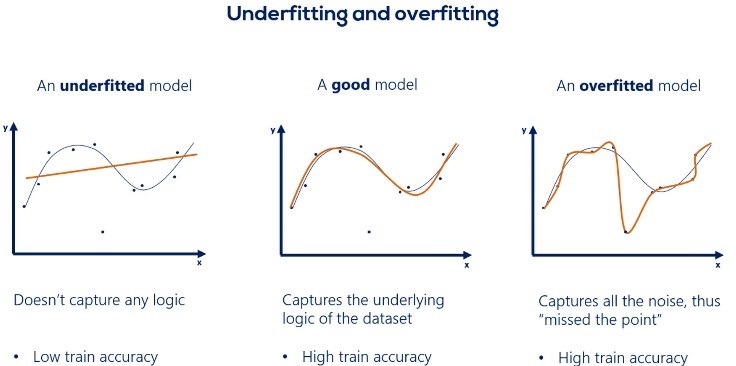 Underfitting and overfitting
An underfitted model
A good model
An overfitted model
y
x
y
x
y
x
Doesn't capture any logic
Captures the underlying
logic of the dataset
Captures all the noise, thus
"missed the point"
• Low train accuracy
• High train accuracy
• High train accuracy